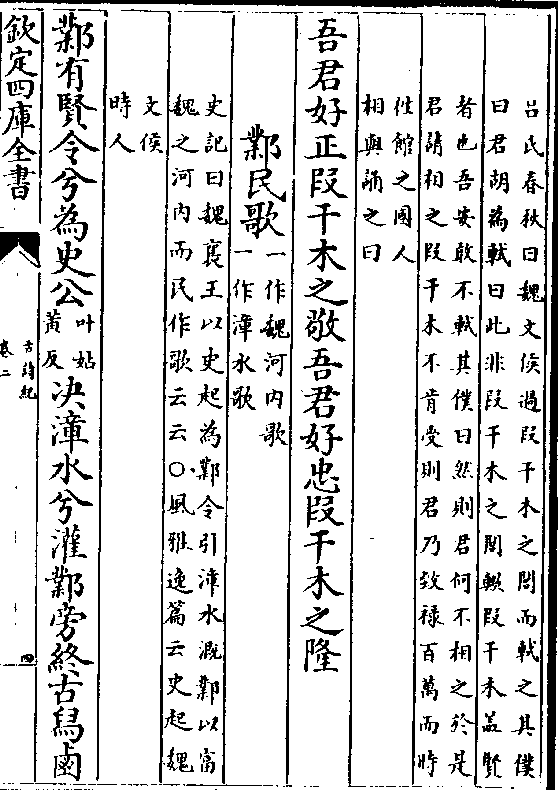 呂氏春秋曰魏文侯過段干木之閭而軾之其僕
曰君胡為軾曰此非段干木之閭歟段干木蓋賢
者也吾安敢不軾其僕曰然則君何不相之於是
君請相之段干木不肯受則君乃致祿百萬而時
往館之國人
相與誦之曰
吾君好正段干木之敬吾君好忠段干木之隆
鄴民歌
一作魏河内歌
一作漳水歌
史記曰魏襄王以史起為鄴令引漳水溉鄴以富
魏之河内而民作歌云云○風雅逸篇云史起魏
文侯
時人
鄴有賢令兮為史公
叶姑
黄反
決漳水兮灌鄴旁終古舄鹵
欽定四庫全書
古詩紀
卷二
四